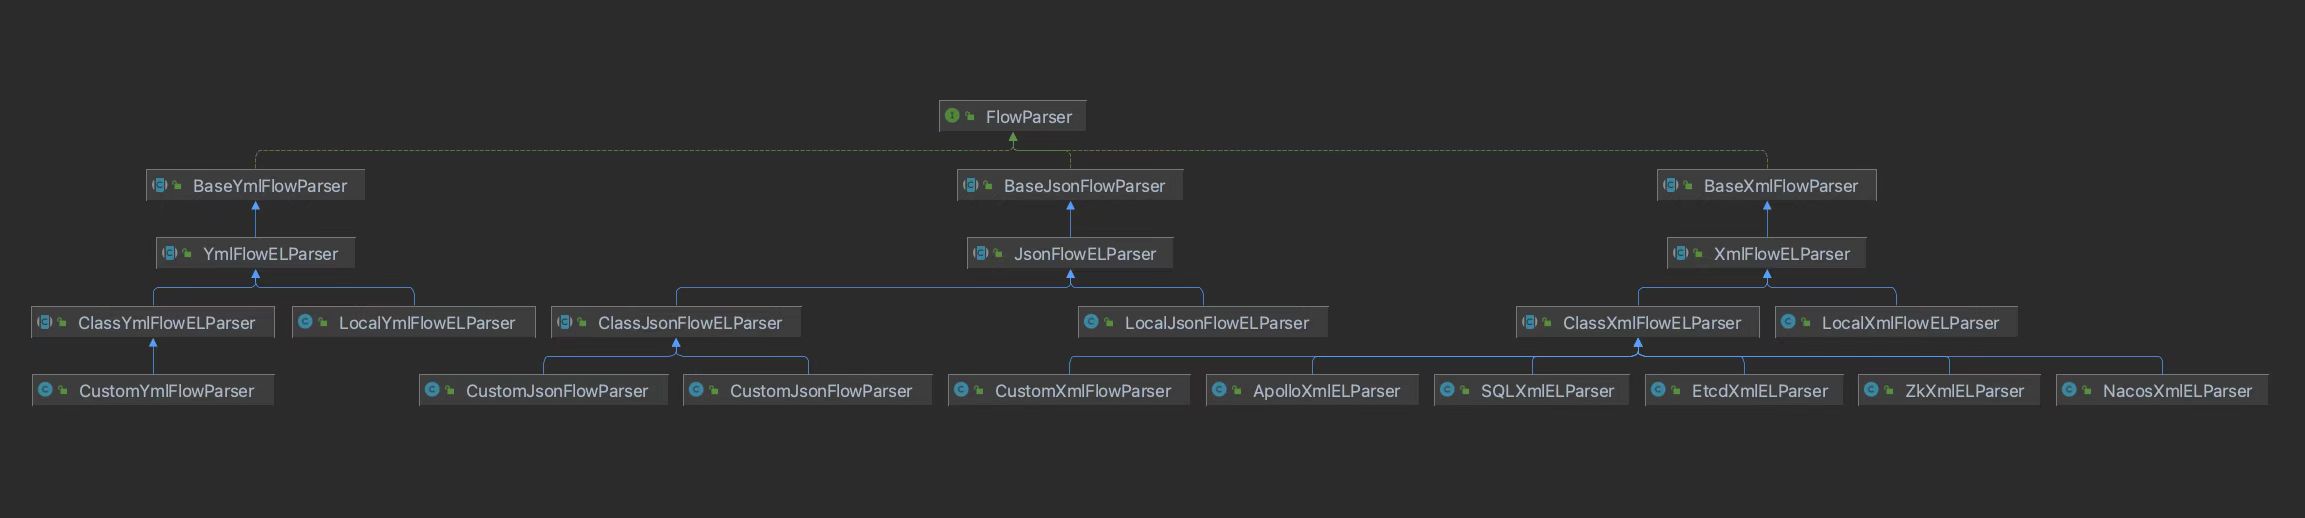 FlowParser
BaseYmlFlowParser
BaseJsonFlowParser
BaseXmlFlowParser
YmlFlowELParser
JsonFlowELParser
XmlFlowELParser
ClassYmlFlowELParser
LocalYmlFlowELParser
ClassJsonFlowELParser
LocalJsonFlowELParser
ClassXmlFlowELParser
LocalXmlFlowELParser
CustomYmlFlowParser
CustomJsonFlowParser
CustomJsonFlowParser
CustomXmlFlowParser
ApolloXmlELParser
SQLXmlELParser
EtcdXmlELParser
ZkXmlELParser
NacosXmlELParser